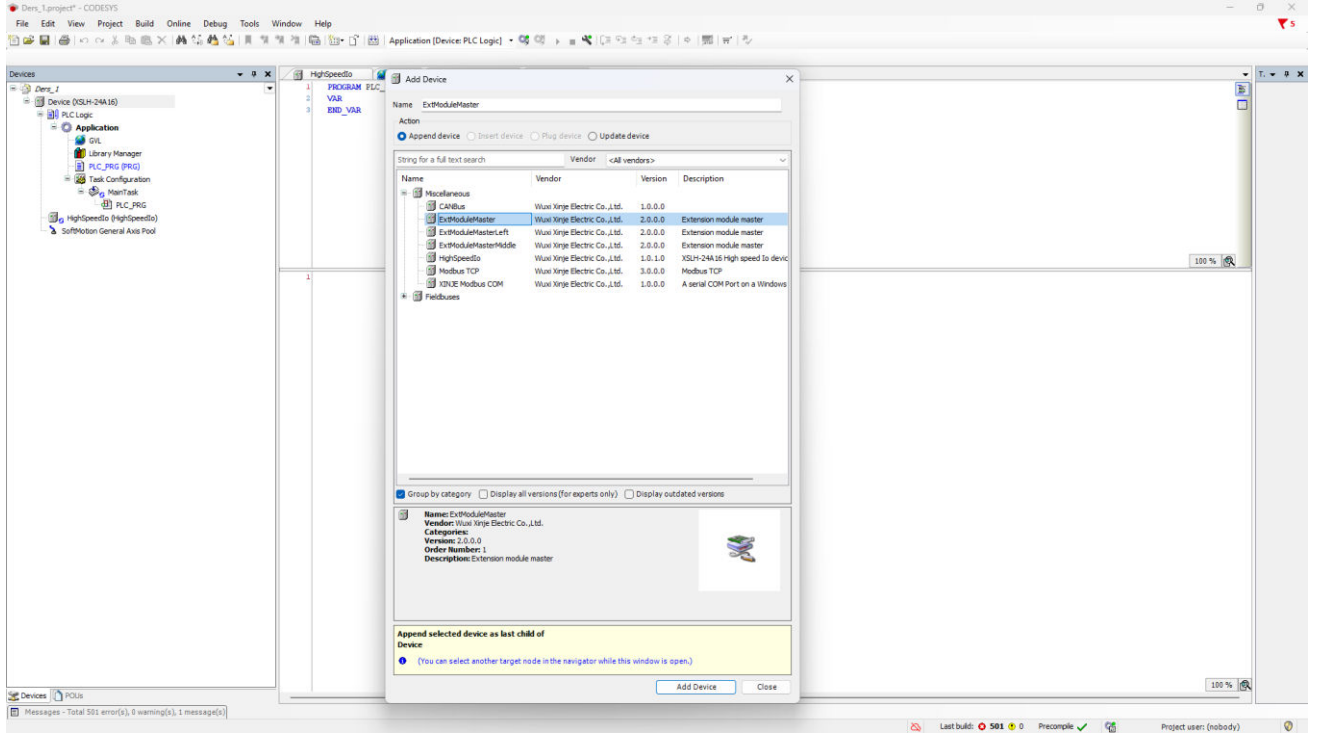 Ders_1.project* - CODESYS
File Edit View Project Build Online Debug Tools Window Help
5
Application [Device: PLC Logic]
Devices
Ders_1
Device (XSLH-24A16)
PLC Logic
Application
GVL
Library Manager
PLC_PRG (PRG)
Task Configuration
MainTask
PLC_PRG
HighSpeedIo (HighSpeedIo)
SoftMotion General Axis Pool
Devices POUs
HighSpeedIo
1 PROGRAM PLC_
2 VAR
3 END_VAR
100 %
1
100 %
T.
Add Device
Name ExtModuleMaster
Action
Append device Insert device Plug device Update device
String for a full text search Vendor <All vendors>
Name Vendor Version Description
Miscellaneous
CANBus Wuxi Xinje Electric Co.,Ltd. 1.0.0.0
ExtModuleMaster Wuxi Xinje Electric Co.,Ltd. 2.0.0.0 Extension module master
ExtModuleMasterLeft Wuxi Xinje Electric Co.,Ltd. 2.0.0.0 Extension module master
ExtModuleMasterMiddle Wuxi Xinje Electric Co.,Ltd. 2.0.0.0 Extension module master
HighSpeedIo Wuxi Xinje Electric Co.,Ltd. 1.0.1.0 XSLH-24A16 High speed Io devic
Modbus TCP Wuxi Xinje Electric Co.,Ltd. 3.0.0.0 Modbus TCP
XINJE Modbus COM Wuxi Xinje Electric Co.,Ltd. 1.0.0.0 A serial COM Port on a Windows
Fieldbuses
Group by category Display all versions (for experts only) Display outdated versions
Name: ExtModuleMaster
Vendor: Wuxi Xinje Electric Co.,Ltd.
Categories:
Version: 2.0.0.0
Order Number: 1
Description: Extension module master
Append selected device as last child of
Device
(You can select another target node in the navigator while this window is open.)
Add Device Close
Messages - Total 501 error(s), 0 warning(s), 1 message(s)
Last build: 501 0 Precompile Project user: (nobody)